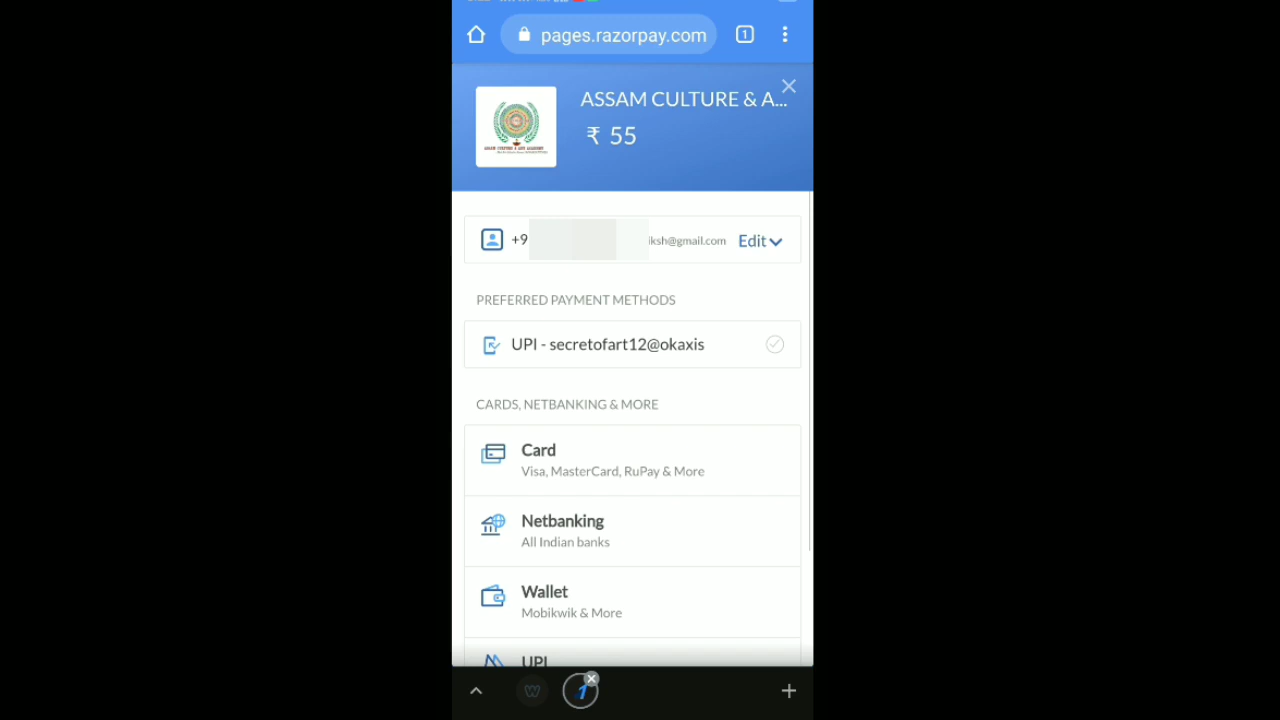 pages.razorpay.com
1
ASSAM CULTURE & A...
₹ 55
+9
iksh@gmail.com
Edit
PREFERRED PAYMENT METHODS
UPI - secretofart12@okaxis
CARDS, NETBANKING & MORE
Card
Visa, MasterCard, RuPay & More
Netbanking
All Indian banks
Wallet
Mobikwik & More
UPI